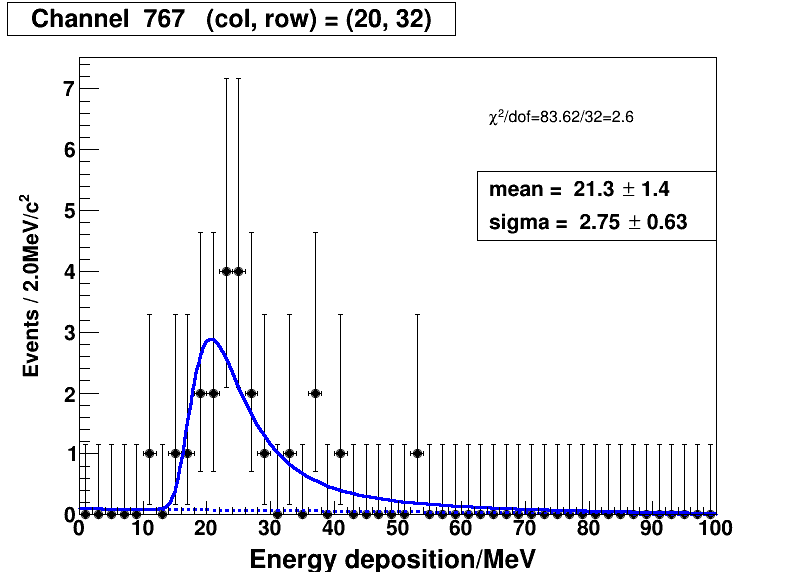 Channel 767 (col, row) = (20, 32)
χ²/dof=83.62/32=2.6
mean = 21.3 ± 1.4
sigma = 2.75 ± 0.63
Events / 2.0MeV/c²
7
6
5
4
3
2
1
0
0 10 20 30 40 50 60 70 80 90 100
Energy deposition/MeV